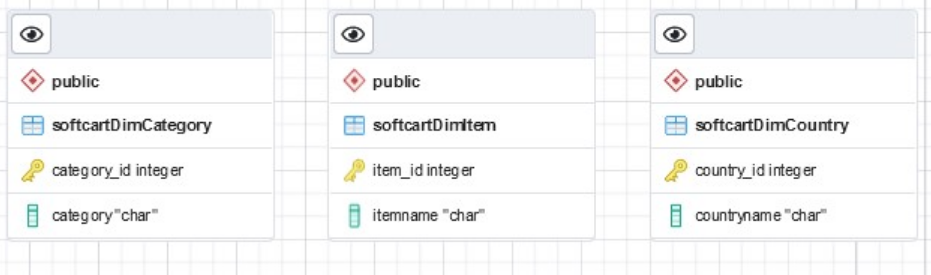 public
softcartDimCategory
category_id integer
category "char"
public
softcartDimItem
item_id integer
itemname "char"
public
softcartDimCountry
country_id integer
countryname "char"